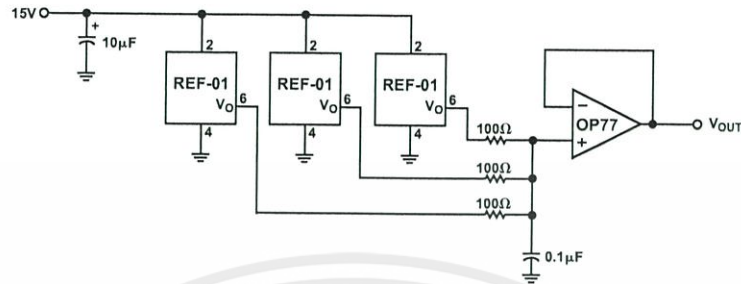 15V
+
10µF
2
2
2
REF-01
REF-01
REF-01
VO
6
VO
6
VO
6
4
4
4
100Ω
100Ω
100Ω
−
+
OP77
VOUT
0.1µF